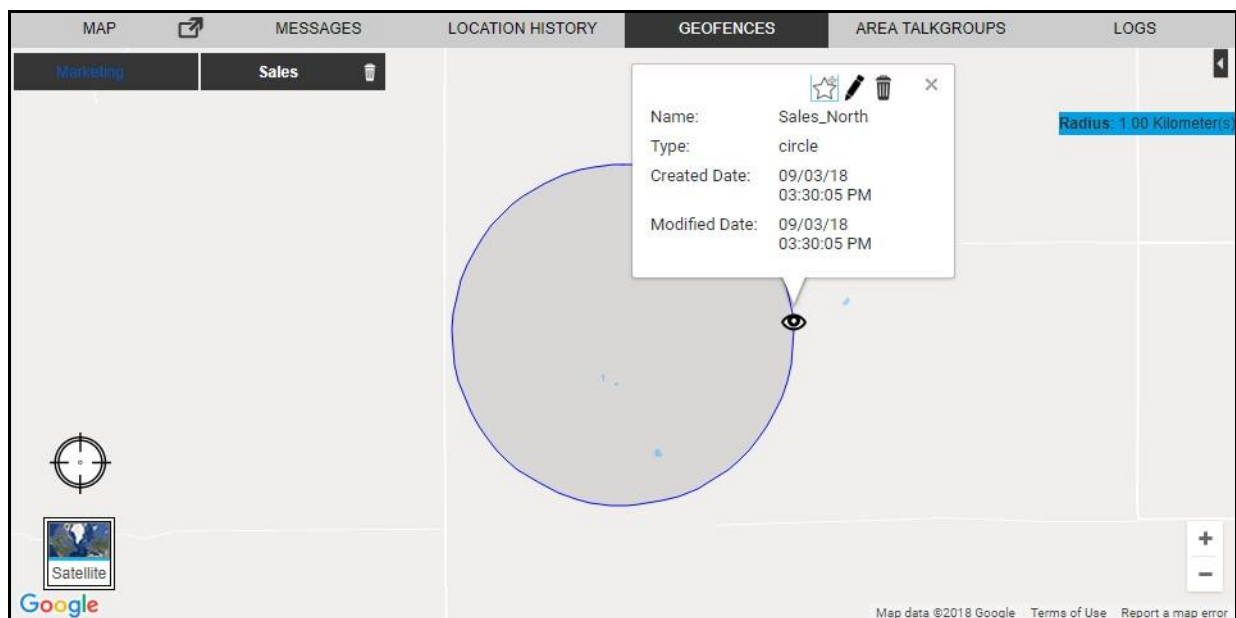 MAP MESSAGES LOCATION HISTORY GEOFENCES AREA TALKGROUPS LOGS
Marketing Sales
Name: Sales_North
Type: circle
Created Date: 09/03/18
03:30:05 PM
Modified Date: 09/03/18
03:30:05 PM
Radius: 1.00 Kilometer(s)
+
Satellite
−
Google
Map data ©2018 Google Terms of Use Report a map error